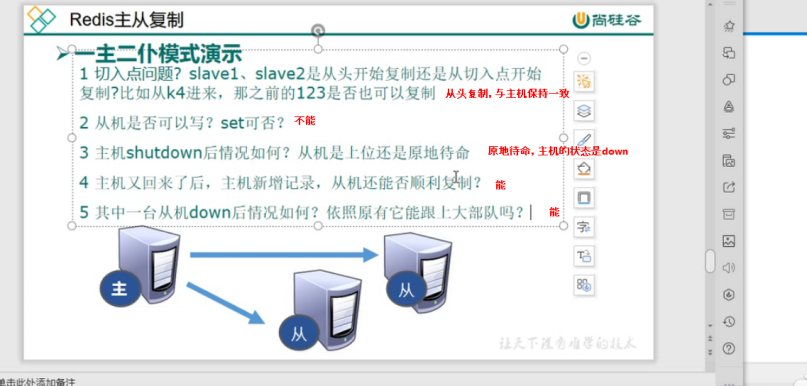 Redis主从复制
尚硅谷
一主二仆模式演示
1 切入点问题？slave1、slave2是从头开始复制还是从切入点开始
复制?比如从k4进来，那之前的123是否也可以复制 从头复制,与主机保持一致
2 从机是否可以写？set可否？ 不能
3 主机shutdown后情况如何？从机是上位还是原地待命 原地待命,主机的状态是down
4 主机又回来了后，主机新增记录，从机还能否顺利复制？ 能
5 其中一台从机down后情况如何？依照原有它能跟上大部队吗？ 能
主
从
从
让天下没有难学的技术
单击此处添加备注